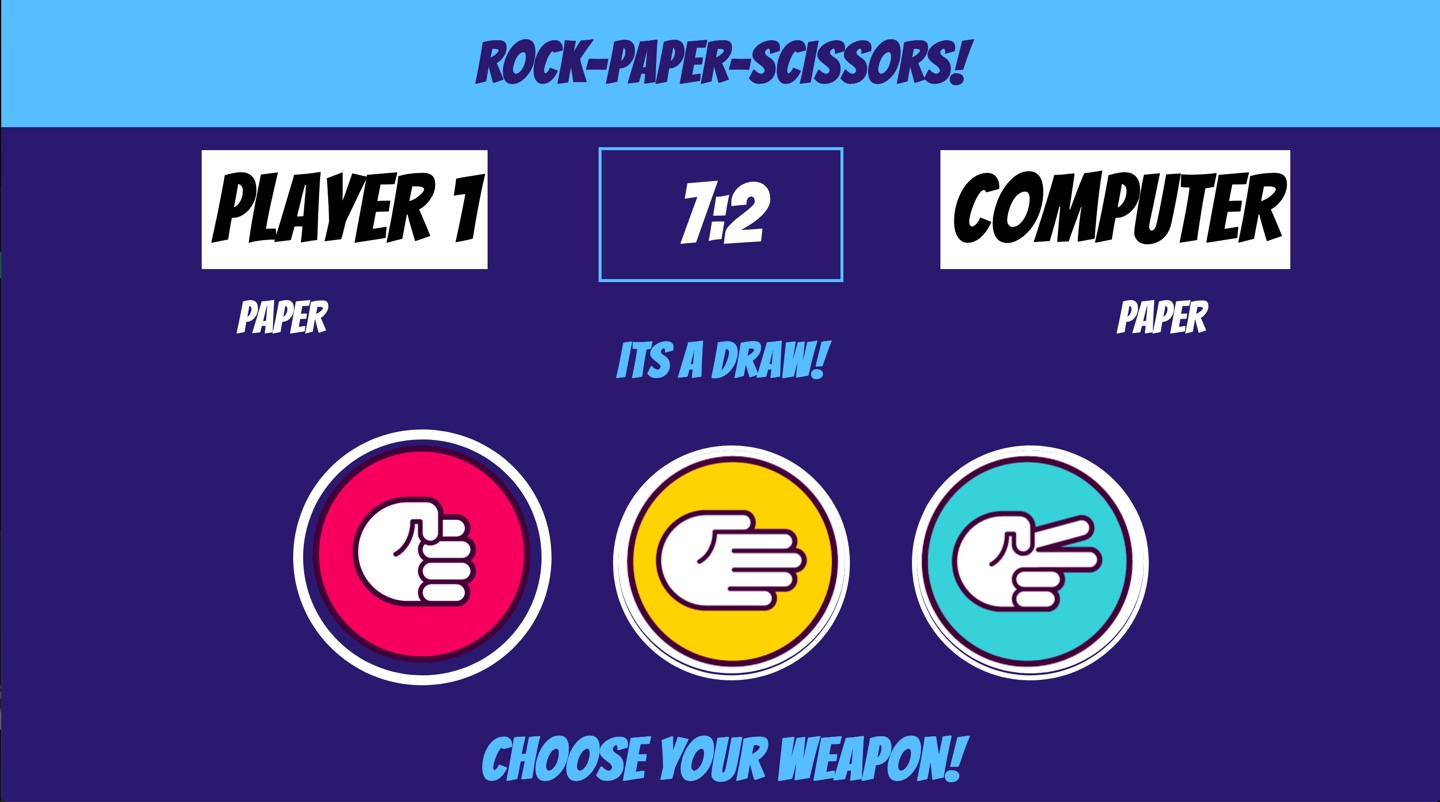 ROCK-PAPER-SCISSORS!
PLAYER 1
7:2
COMPUTER
PAPER
PAPER
ITS A DRAW!
CHOOSE YOUR WEAPON!